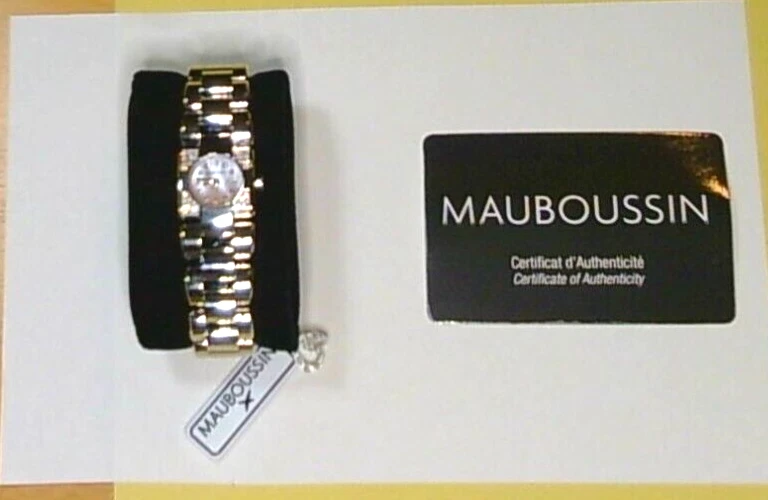 MAUBOUSSIN
Certificat d'Authenticité
Certificate of Authenticity
MAUBOUSSIN